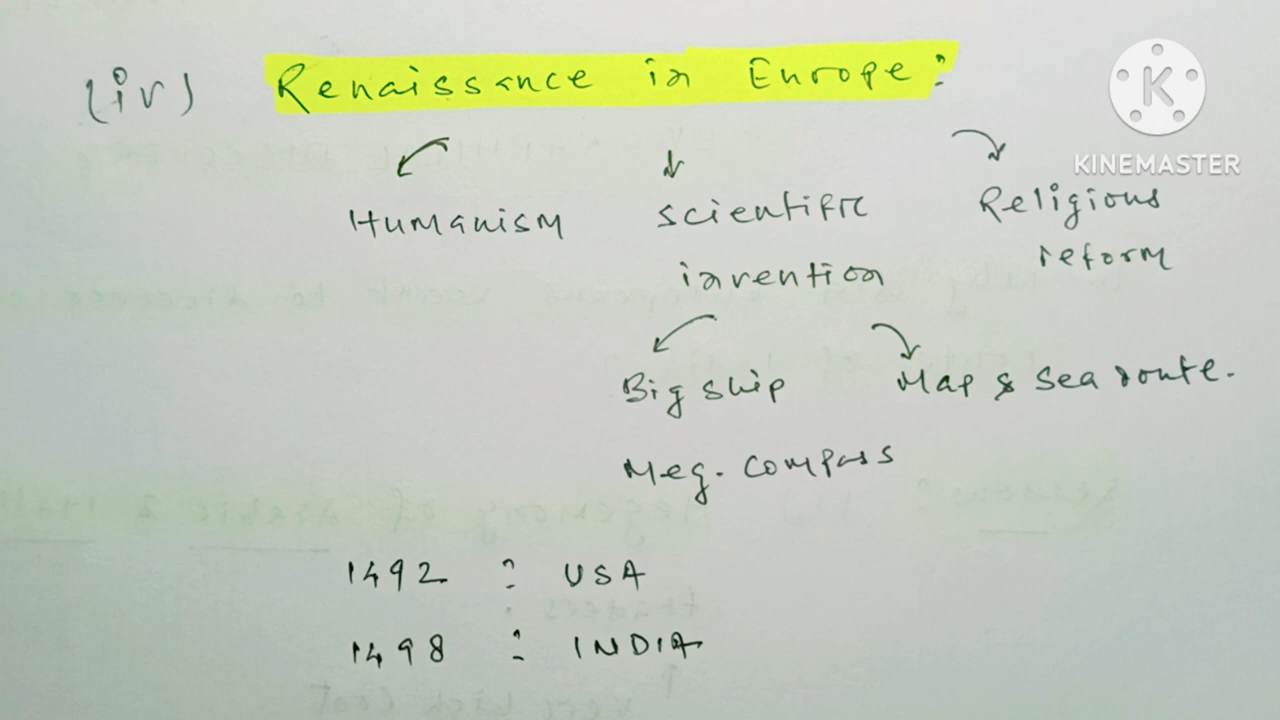 (iv) Renaissance in Europe:
K
KINEMASTER
Humanism scientific Religious
invention reform
Big ship Map & sea route.
Meg. compass
1492 : USA
1498 : INDIA